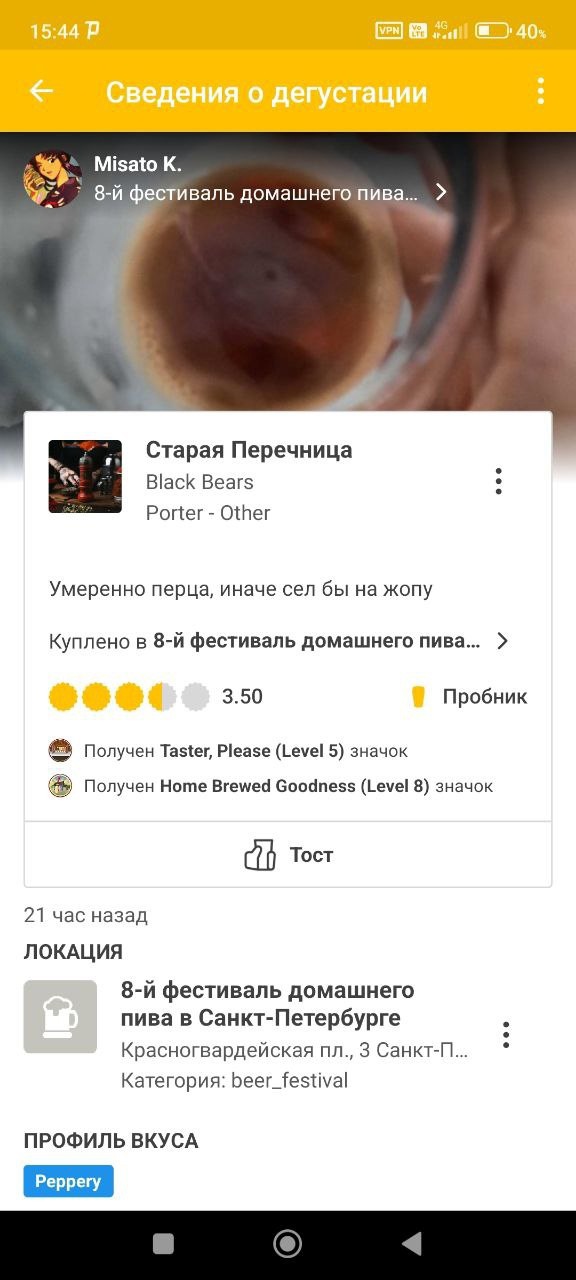 15:44
VPN
Vo
LTE
4G
40%
Сведения о дегустации
Misato K.
8-й фестиваль домашнего пива...
Старая Перечница
Black Bears
Porter - Other
Умеренно перца, иначе сел бы на жопу
Куплено в 8-й фестиваль домашнего пива...
3.50
Пробник
Получен Taster, Please (Level 5) значок
Получен Home Brewed Goodness (Level 8) значок
Тост
21 час назад
ЛОКАЦИЯ
8-й фестиваль домашнего
пива в Санкт-Петербурге
Красногвардейская пл., 3 Санкт-П...
Категория: beer_festival
ПРОФИЛЬ ВКУСА
Peppery